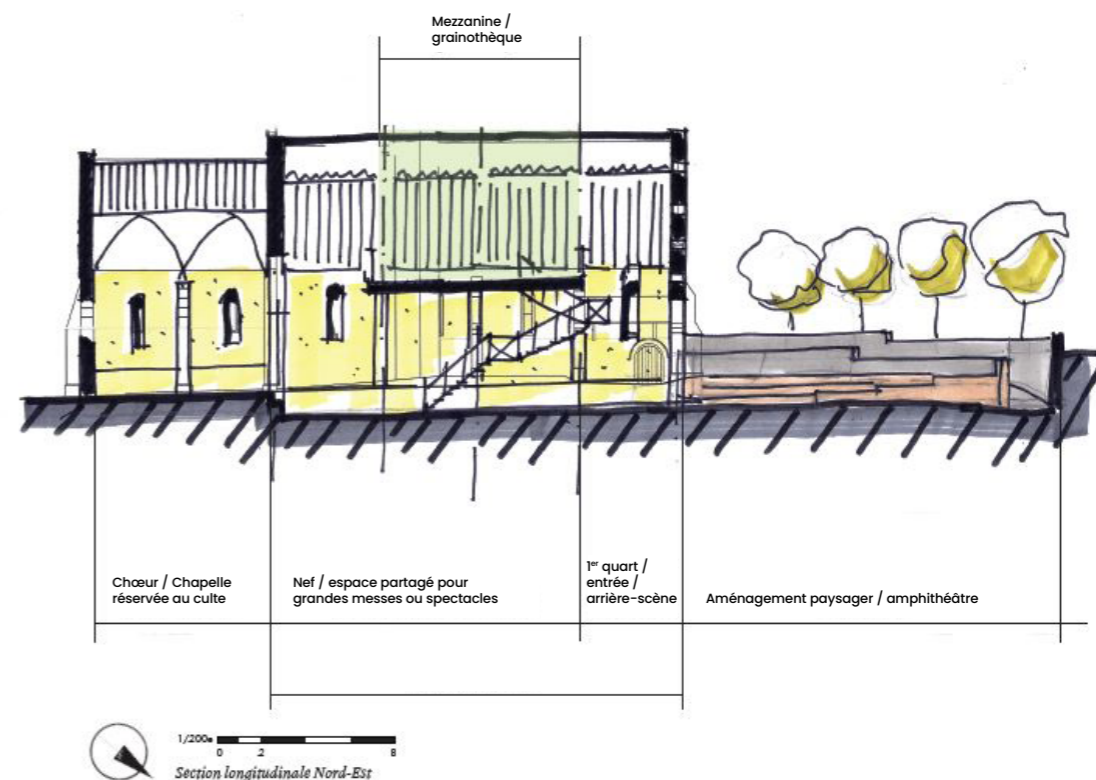 Mezzanine /
grainothèque
Chœur / Chapelle
réservée au culte
Nef / espace partagé pour
grandes messes ou spectacles
1er quart /
entrée /
arrière-scène
Aménagement paysager / amphithéâtre
1/200e
0 2 8
Section longitudinale Nord-Est